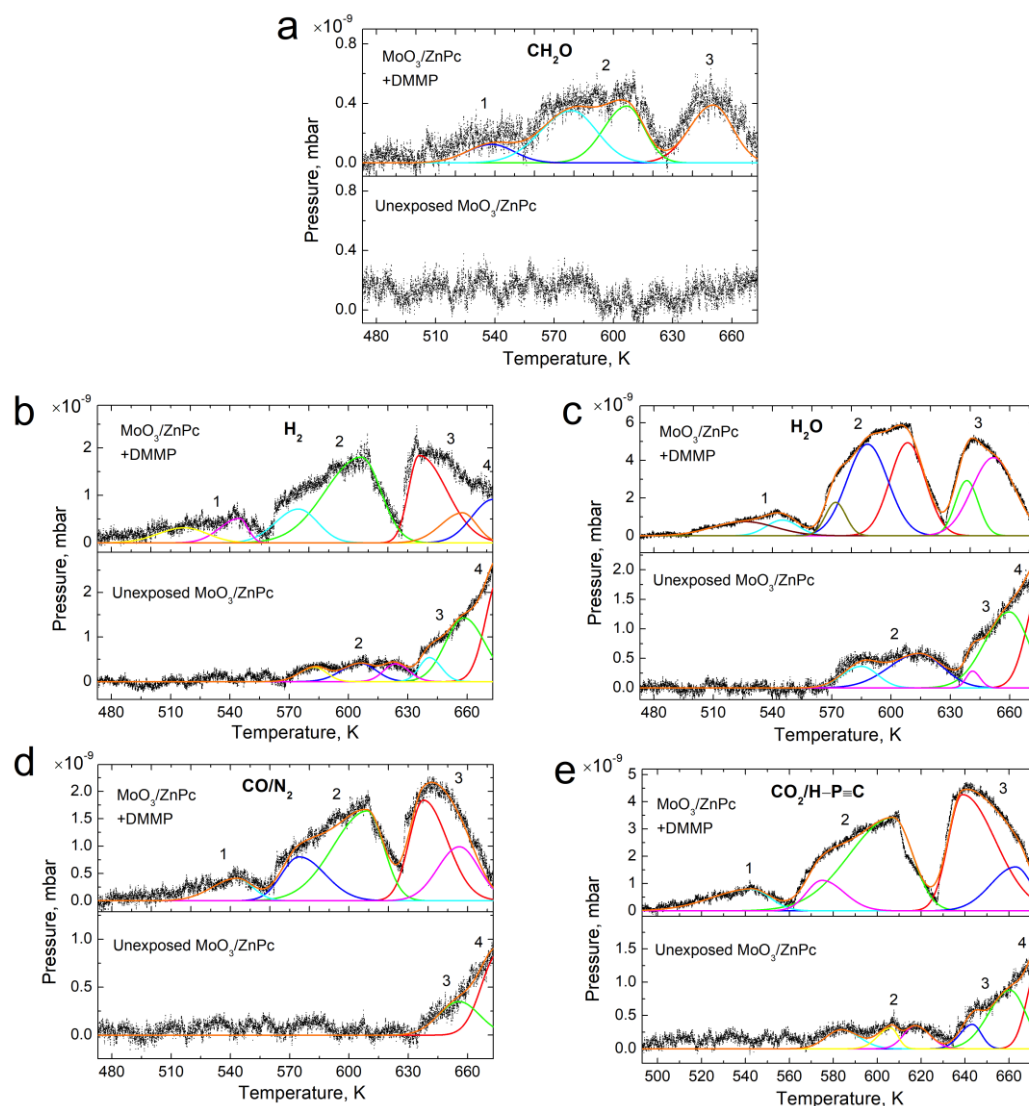 a
×10⁻⁹
0.8
0.4
0.0
MoO₃/ZnPc
+DMMP
CH₂O
1
2
3
Pressure, mbar
0.8
0.4
0.0
Unexposed MoO₃/ZnPc
480 510 540 570 600 630 660
Temperature, K
b
×10⁻⁹
2
1
0
MoO₃/ZnPc
+DMMP
H₂
1
2
3
4
Pressure, mbar
2
1
0
Unexposed MoO₃/ZnPc
2
3
4
480 510 540 570 600 630 660
Temperature, K
c
×10⁻⁹
6
4
2
0
MoO₃/ZnPc
+DMMP
H₂O
1
2
3
Pressure, mbar
1.5
1.0
0.5
0.0
Unexposed MoO₃/ZnPc
2
3
4
480 510 540 570 600 630 660
Temperature, K
d
×10⁻⁹
2.0
1.5
1.0
0.5
0.0
MoO₃/ZnPc
+DMMP
CO/N₂
1
2
3
Pressure, mbar
1.0
0.5
0.0
Unexposed MoO₃/ZnPc
3
4
480 510 540 570 600 630 660
Temperature, K
e
×10⁻⁹
5
4
3
2
1
0
MoO₃/ZnPc
+DMMP
CO₂/H–P≡C
1
2
3
Pressure, mbar
1.5
1.0
0.5
0.0
Unexposed MoO₃/ZnPc
2
3
4
500 520 540 560 580 600 620 640 660
Temperature, K